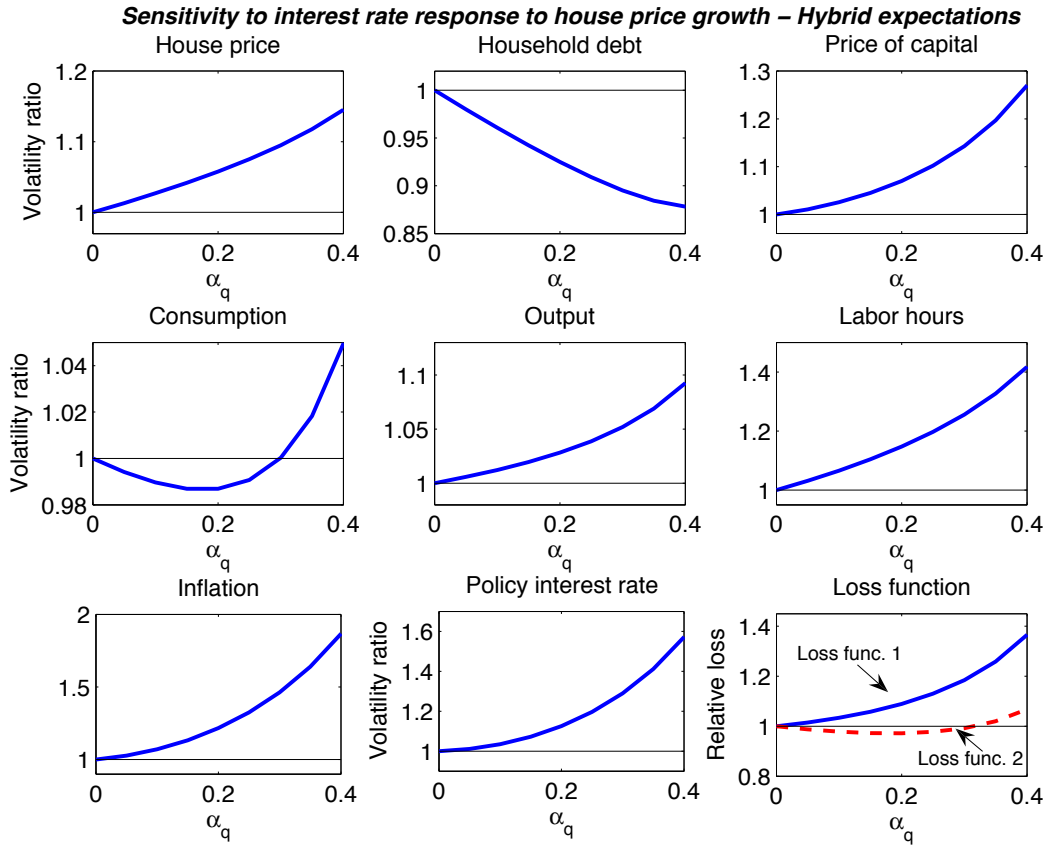 Sensitivity to interest rate response to house price growth – Hybrid expectations
House price
1.2
1.1
1
Volatility ratio
0 0.2 0.4
α_q
Household debt
1
0.95
0.9
0.85
0 0.2 0.4
α_q
Price of capital
1.3
1.2
1.1
1
0 0.2 0.4
α_q
Consumption
1.04
1.02
1
0.98
Volatility ratio
0 0.2 0.4
α_q
Output
1.1
1.05
1
0 0.2 0.4
α_q
Labor hours
1.4
1.2
1
0 0.2 0.4
α_q
Inflation
2
1.5
1
0 0.2 0.4
α_q
Policy interest rate
1.6
1.4
1.2
1
Volatility ratio
0 0.2 0.4
α_q
Loss function
1.4
1.2
1
0.8
Relative loss
Loss func. 1
Loss func. 2
0 0.2 0.4
α_q